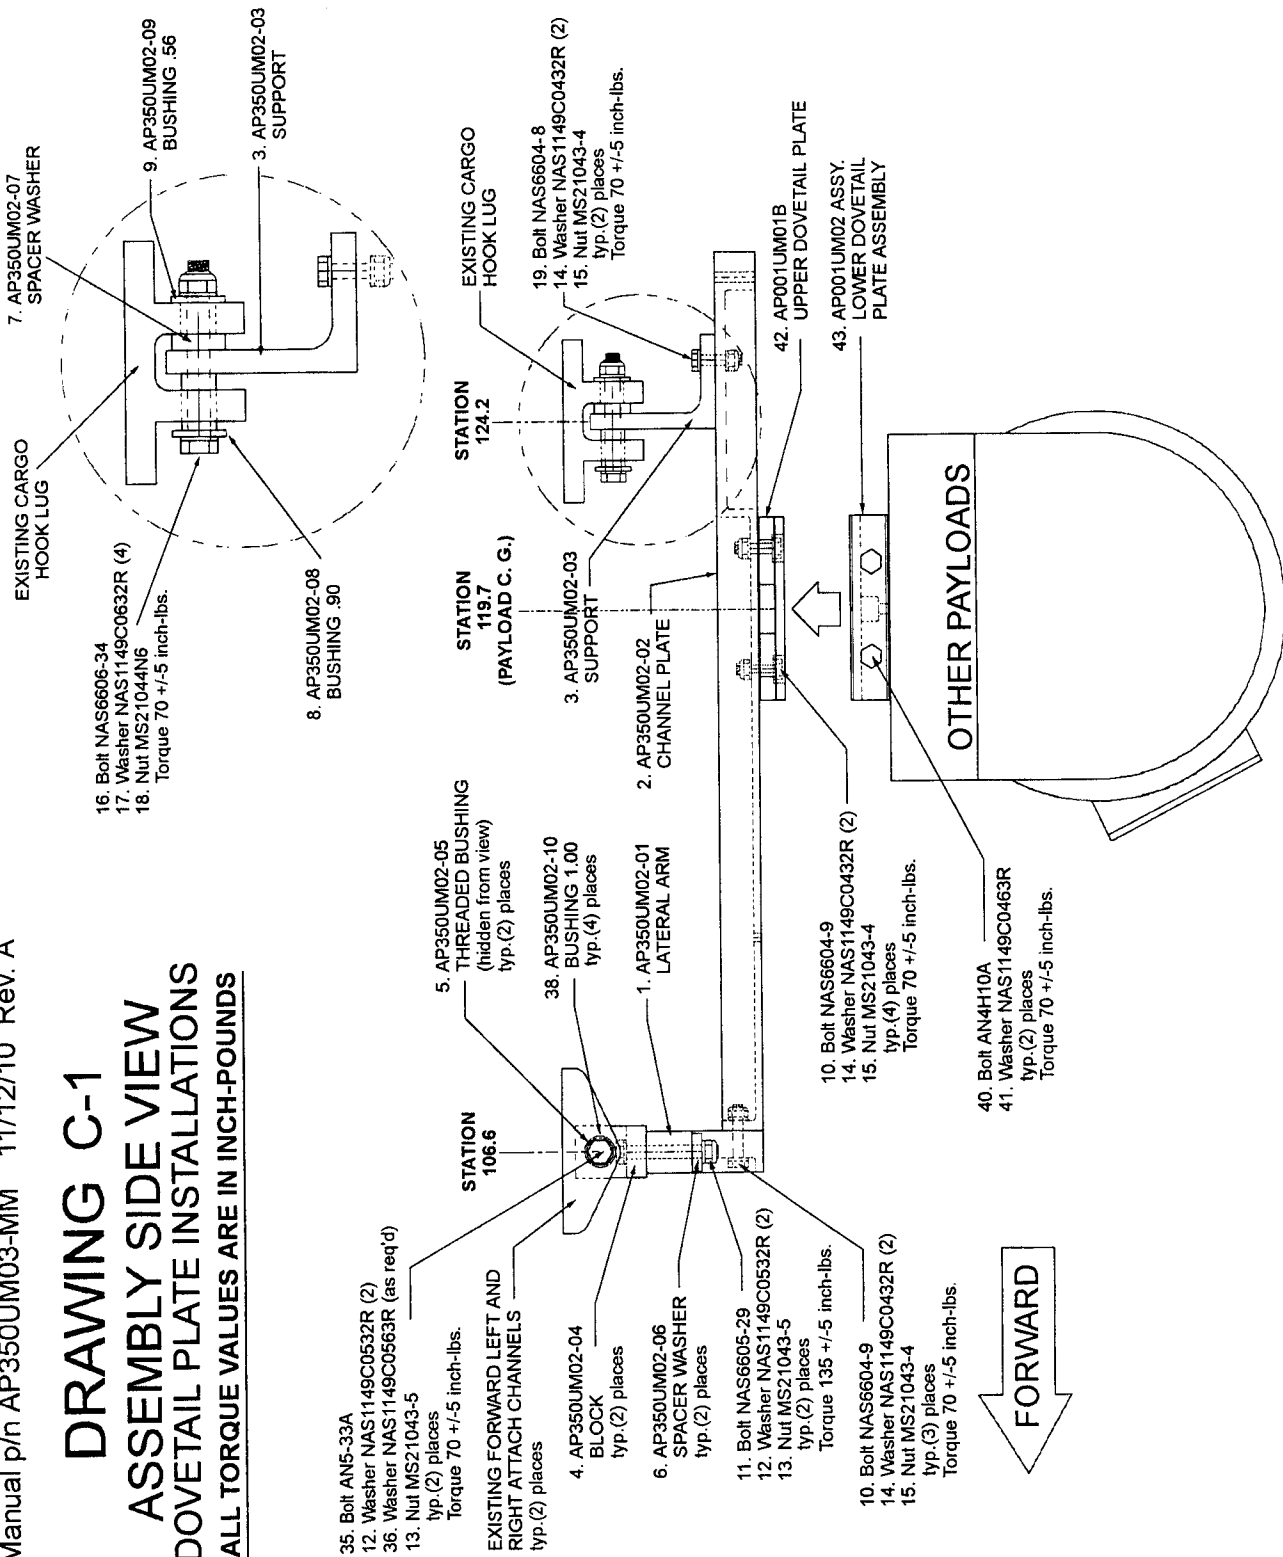 Manual p/n AP350UM03-MM 11/12/10 Rev. A
DRAWING C-1
ASSEMBLY SIDE VIEW
DOVETAIL PLATE INSTALLATIONS
ALL TORQUE VALUES ARE IN INCH-POUNDS
EXISTING CARGO
HOOK LUG
7. AP350UM02-07
SPACER WASHER
9. AP350UM02-09
BUSHING .56
3. AP350UM02-03
SUPPORT
16. Bolt NAS6606-34
17. Washer NAS1149C0632R (4)
18. Nut MS21044N6
Torque 70 +/-5 inch-lbs.
8. AP350UM02-08
BUSHING .90
35. Bolt AN5-33A
12. Washer NAS1149C0532R (2)
36. Washer NAS1149C0563R (as req'd)
13. Nut MS21043-5
typ.(2) places
Torque 70 +/-5 inch-lbs.
STATION
106.6
5. AP350UM02-05
THREADED BUSHING
(hidden from view)
typ.(2) places
38. AP350UM02-10
BUSHING 1.00
typ.(4) places
1. AP350UM02-01
LATERAL ARM
STATION
119.7
(PAYLOAD C. G.)
3. AP350UM02-03
SUPPORT
2. AP350UM02-02
CHANNEL PLATE
STATION
124.2
EXISTING CARGO
HOOK LUG
19. Bolt NAS6604-8
14. Washer NAS1149C0432R (2)
15. Nut MS21043-4
typ.(2) places
Torque 70 +/-5 inch-lbs.
EXISTING FORWARD LEFT AND
RIGHT ATTACH CHANNELS
typ.(2) places
4. AP350UM02-04
BLOCK
typ.(2) places
6. AP350UM02-06
SPACER WASHER
typ.(2) places
11. Bolt NAS6605-29
12. Washer NAS1149C0532R (2)
13. Nut MS21043-5
typ.(2) places
Torque 135 +/-5 inch-lbs.
10. Bolt NAS6604-9
14. Washer NAS1149C0432R (2)
15. Nut MS21043-4
typ.(3) places
Torque 70 +/-5 inch-lbs.
10. Bolt NAS6604-9
14. Washer NAS1149C0432R (2)
15. Nut MS21043-4
typ.(4) places
Torque 70 +/-5 inch-lbs.
40. Bolt AN4H10A
41. Washer NAS1149C0463R
typ.(2) places
Torque 70 +/-5 inch-lbs.
42. AP001UM01B
UPPER DOVETAIL PLATE
43. AP001UM02 ASSY.
LOWER DOVETAIL
PLATE ASSEMBLY
OTHER PAYLOADS
FORWARD